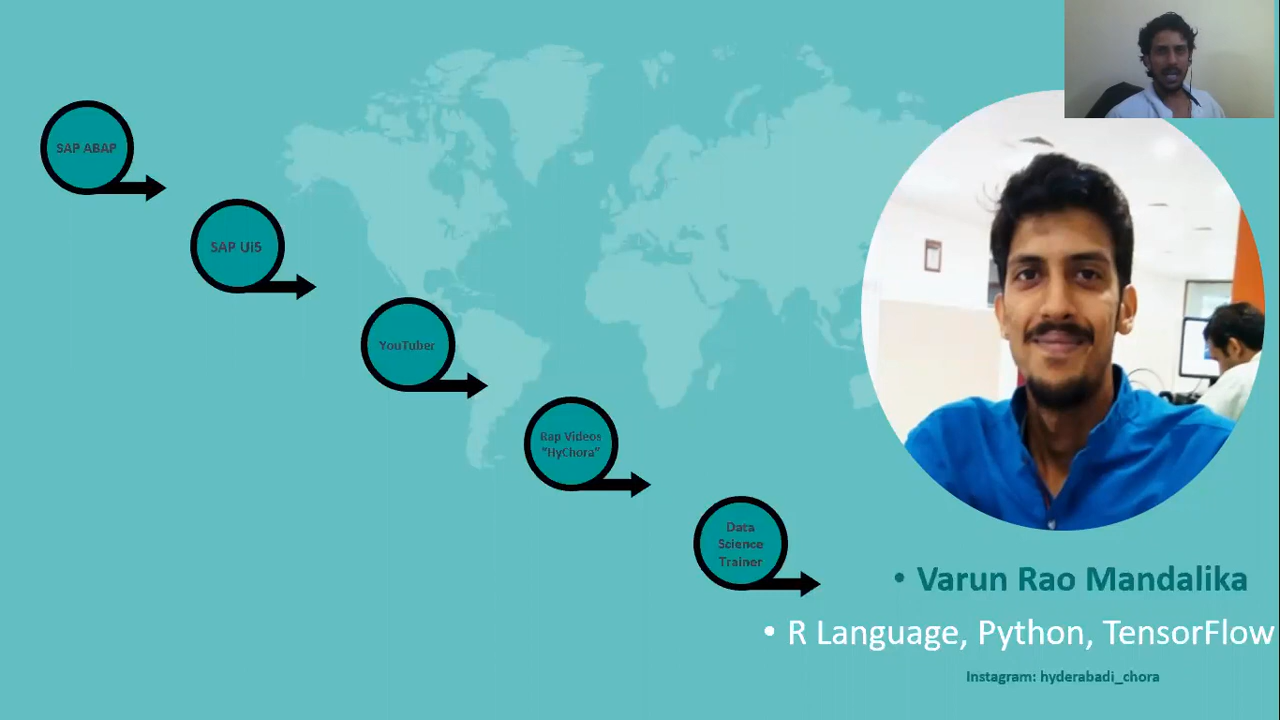 SAP ABAP
SAP UI5
YouTuber
Rap Videos
"HyChora"
Data
Science
Trainer
• Varun Rao Mandalika
• R Language, Python, TensorFlow
Instagram: hyderabadi_chora